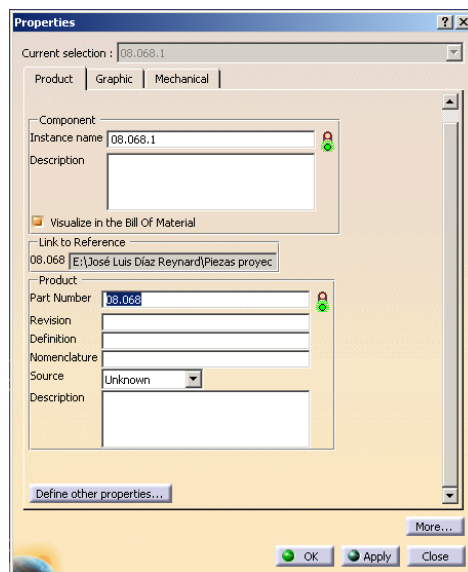 Properties
Current selection : 08.068.1
Product Graphic Mechanical
Component
Instance name 08.068.1
Description
Visualize in the Bill Of Material
Link to Reference
08.068 E:\José Luis Díaz Reynard\Piezas proyec
Product
Part Number 08.068
Revision
Definition
Nomenclature
Source Unknown
Description
Define other properties...
More...
OK Apply Close